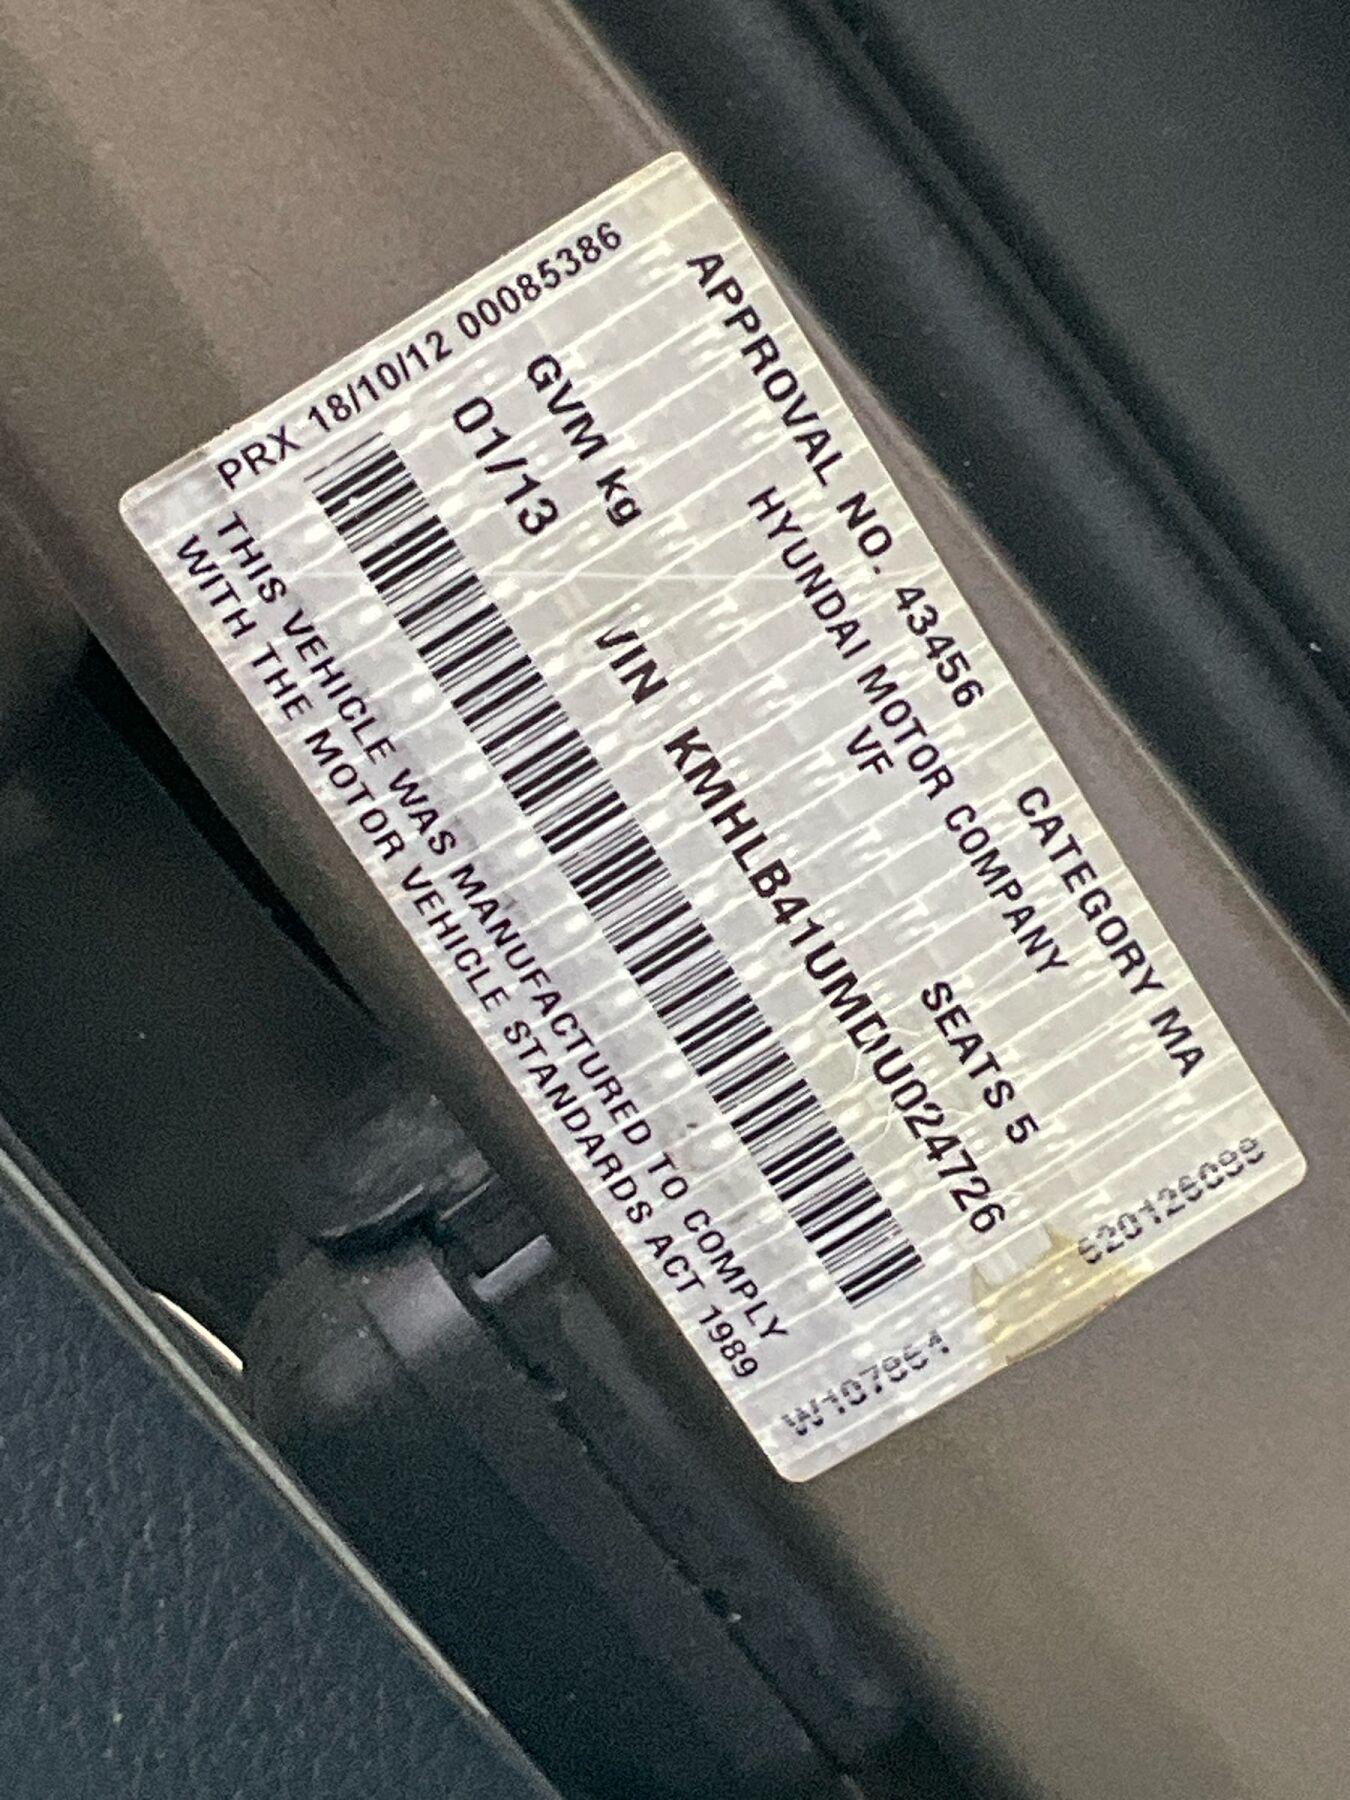 APPROVAL NO. 43456 CATEGORY MA
HYUNDAI MOTOR COMPANY
VF SEATS 5
GVM kg
01/13 VIN KMHLB41UMDU024726
THIS VEHICLE WAS MANUFACTURED TO COMPLY
WITH THE MOTOR VEHICLE STANDARDS ACT 1989
PRX 18/10/12 00085386